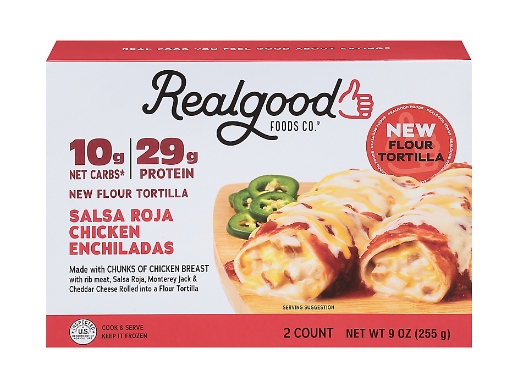 REAL FOOD YOU FEEL GOOD ABOUT EATING
Realgood
FOODS CO.®
10g NET CARBS*
29g PROTEIN
NEW FLOUR TORTILLA
SALSA ROJA
CHICKEN
ENCHILADAS
Made with CHUNKS OF CHICKEN BREAST
with rib meat, Salsa Roja, Monterey Jack &
Cheddar Cheese Rolled into a Flour Tortilla
NEW
FLOUR
TORTILLA
SERVING SUGGESTION
U.S.
COOK & SERVE
KEEP IT FROZEN
2 COUNT NET WT 9 OZ (255 g)